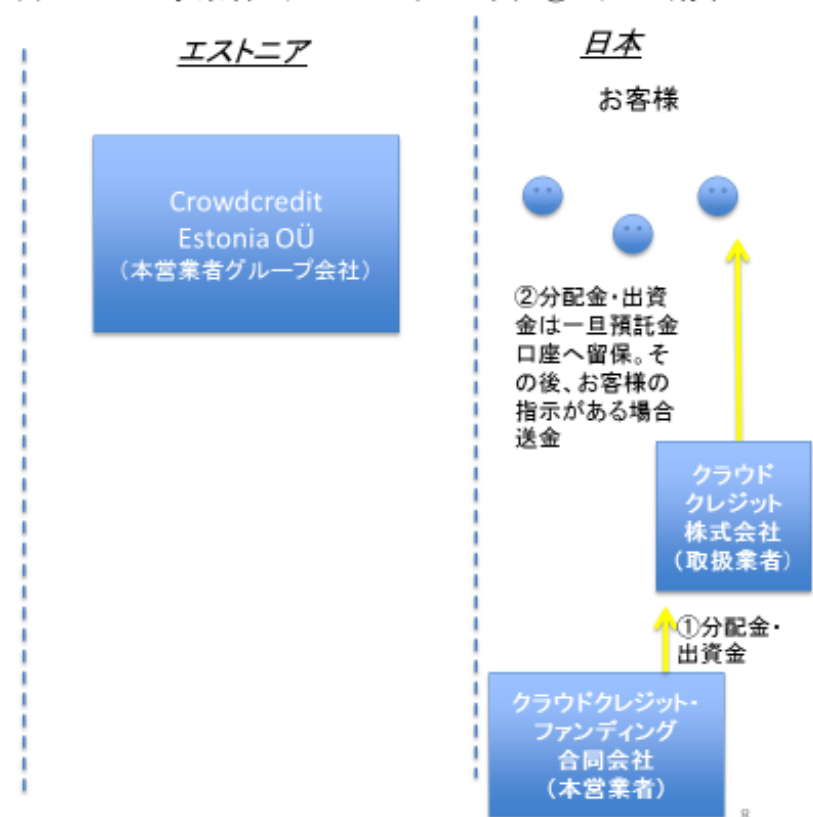 エストニア
日本
お客様
Crowdcredit
Estonia OÜ
(本営業者グループ会社)
②分配金・出資
金は一旦預託金
口座へ留保。そ
の後、お客様の
指示がある場合
送金
クラウド
クレジット
株式会社
(取扱業者)
①分配金・
出資金
クラウドクレジット・
ファンディング
合同会社
(本営業者)
8